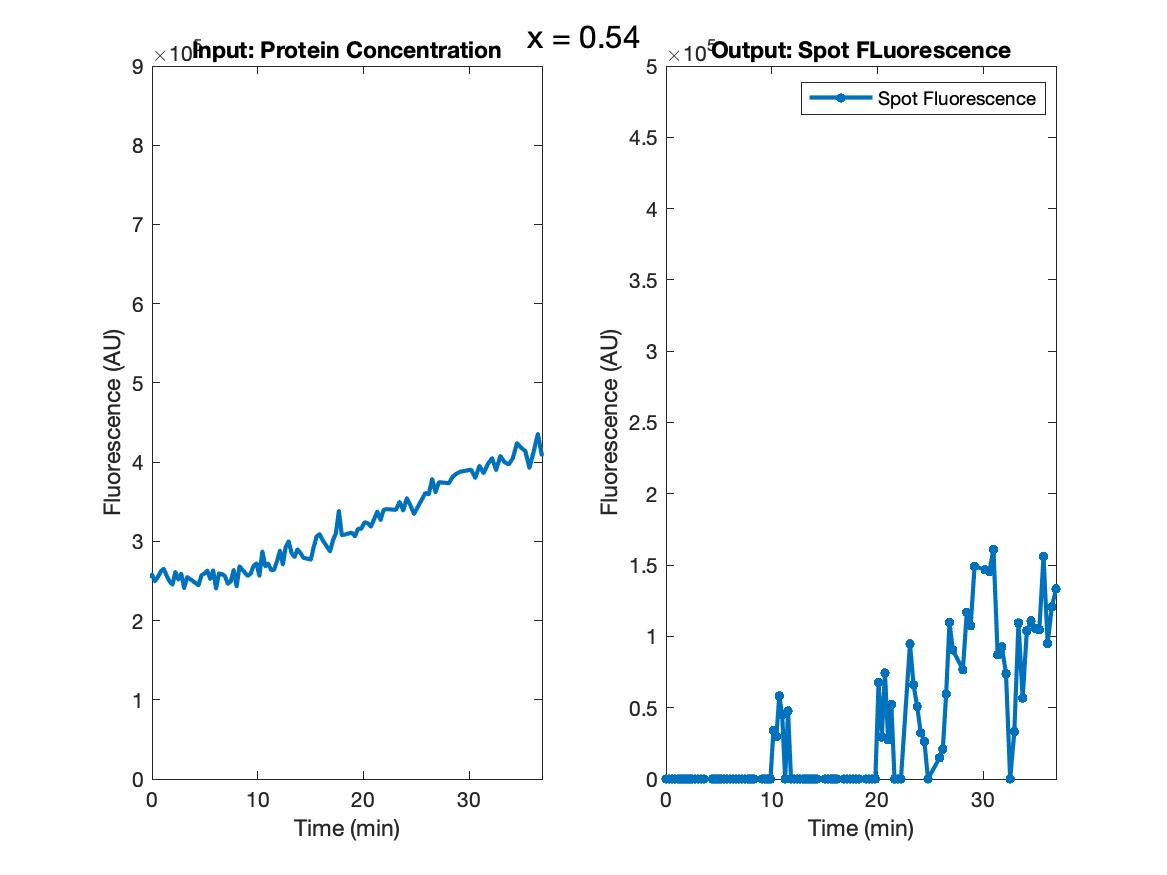 x = 0.54
×10⁵
Input: Protein Concentration
9
8
7
6
5
4
3
2
1
0
Fluorescence (AU)
0 10 20 30
Time (min)
×10⁵
Output: Spot FLuorescence
Spot Fluorescence
5
4.5
4
3.5
3
2.5
2
1.5
1
0.5
0
Fluorescence (AU)
0 10 20 30
Time (min)